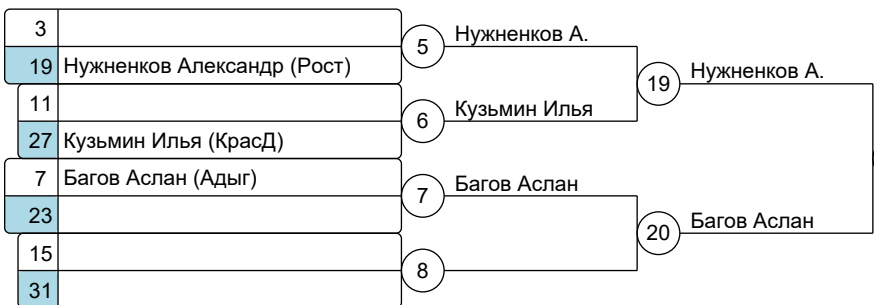 3
19 Нужненков Александр (Рост)
5 Нужненков А.
11
27 Кузьмин Илья (КрасД)
6 Кузьмин Илья
19 Нужненков А.
7 Багов Аслан (Адыг)
23
7 Багов Аслан
15
31
8
20 Багов Аслан